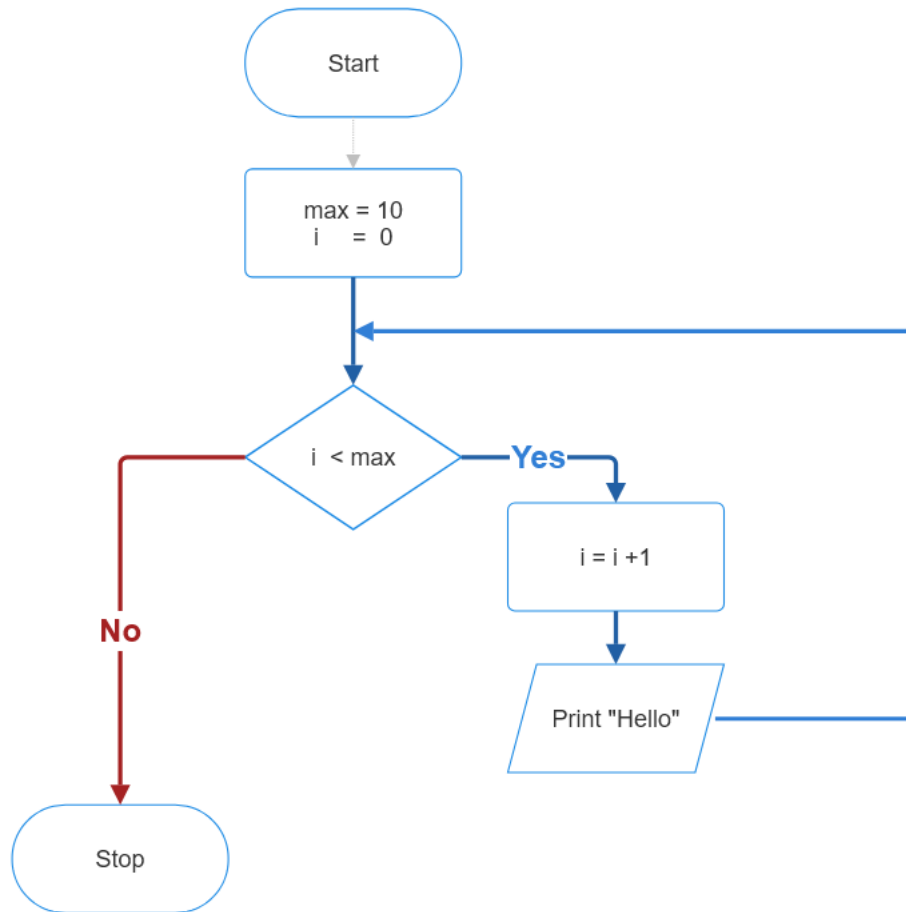 Start
max = 10
i = 0
i < max
Yes
i = i +1
No
Print "Hello"
Stop